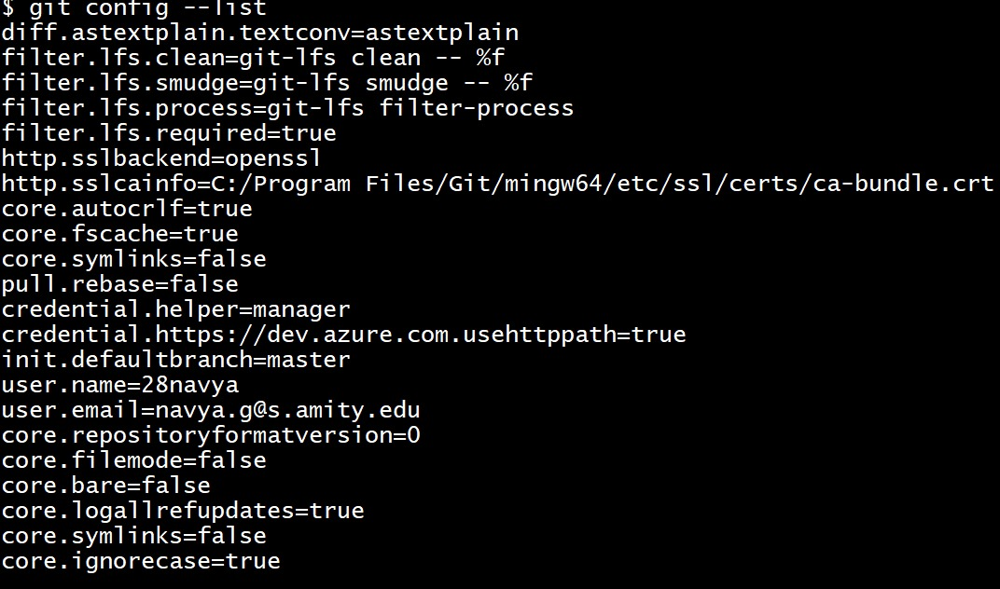 $ git config --list
diff.astextplain.textconv=astextplain
filter.lfs.clean=git-lfs clean -- %f
filter.lfs.smudge=git-lfs smudge -- %f
filter.lfs.process=git-lfs filter-process
filter.lfs.required=true
http.sslbackend=openssl
http.sslcainfo=C:/Program Files/Git/mingw64/etc/ssl/certs/ca-bundle.crt
core.autocrlf=true
core.fscache=true
core.symlinks=false
pull.rebase=false
credential.helper=manager
credential.https://dev.azure.com.usehttppath=true
init.defaultbranch=master
user.name=28navya
user.email=navya.g@s.amity.edu
core.repositoryformatversion=0
core.filemode=false
core.bare=false
core.logallrefupdates=true
core.symlinks=false
core.ignorecase=true